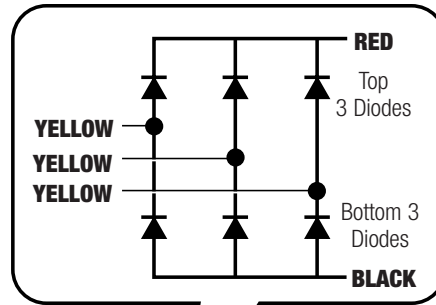 RED
Top
3 Diodes
YELLOW
YELLOW
YELLOW
Bottom 3
Diodes
BLACK